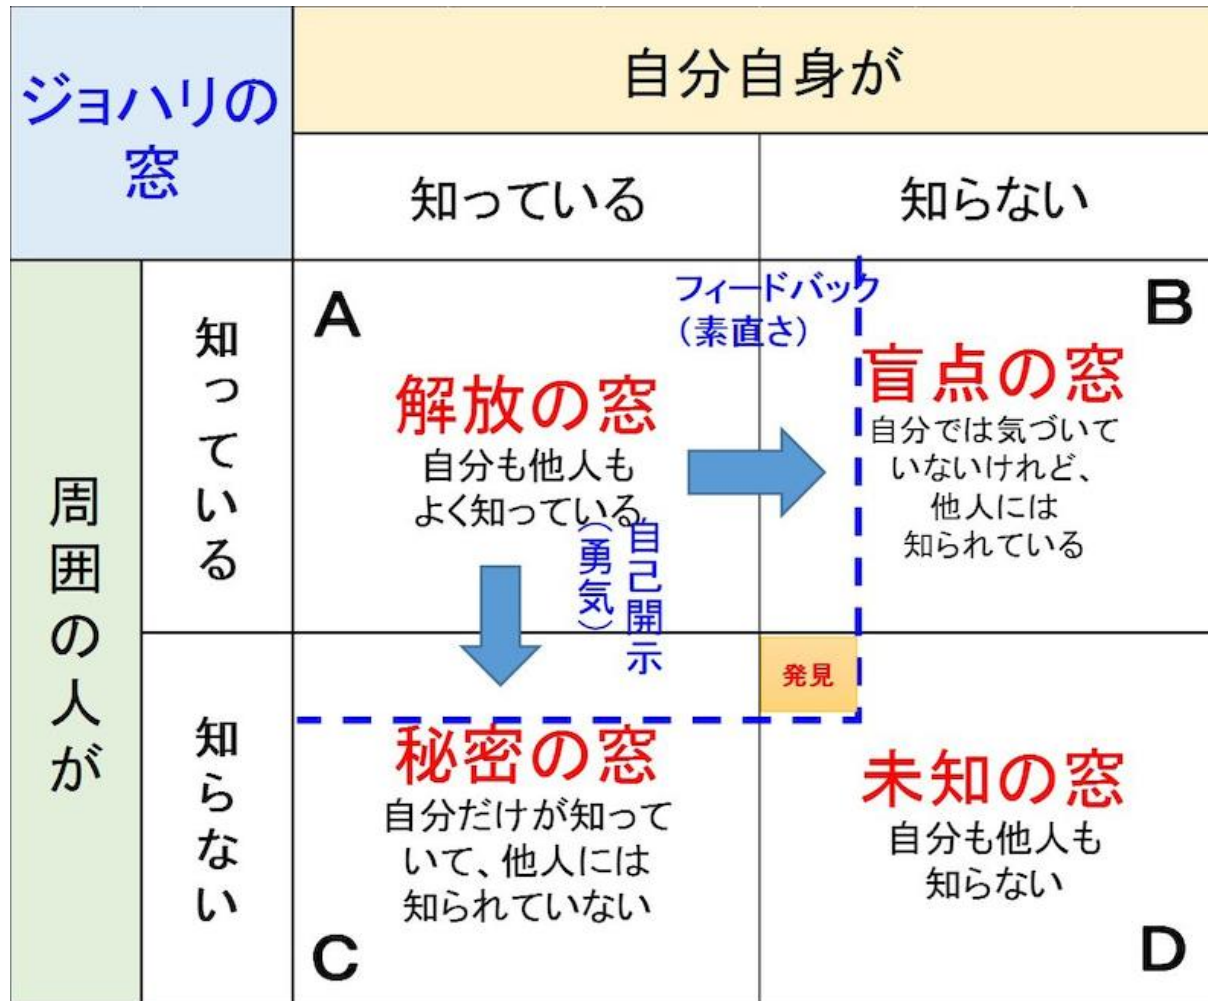 ジョハリの
窓
自分自身が
知っている
知らない
周囲の人が
知っている
A
フィードバック
（素直さ）
解放の窓
自分も他人も
よく知っている
自己開示
（勇気）
B
盲点の窓
自分では気づいて
いないけれど、
他人には
知られている
知らない
発見
秘密の窓
自分だけが知って
いて、他人には
知られていない
C
未知の窓
自分も他人も
知らない
D